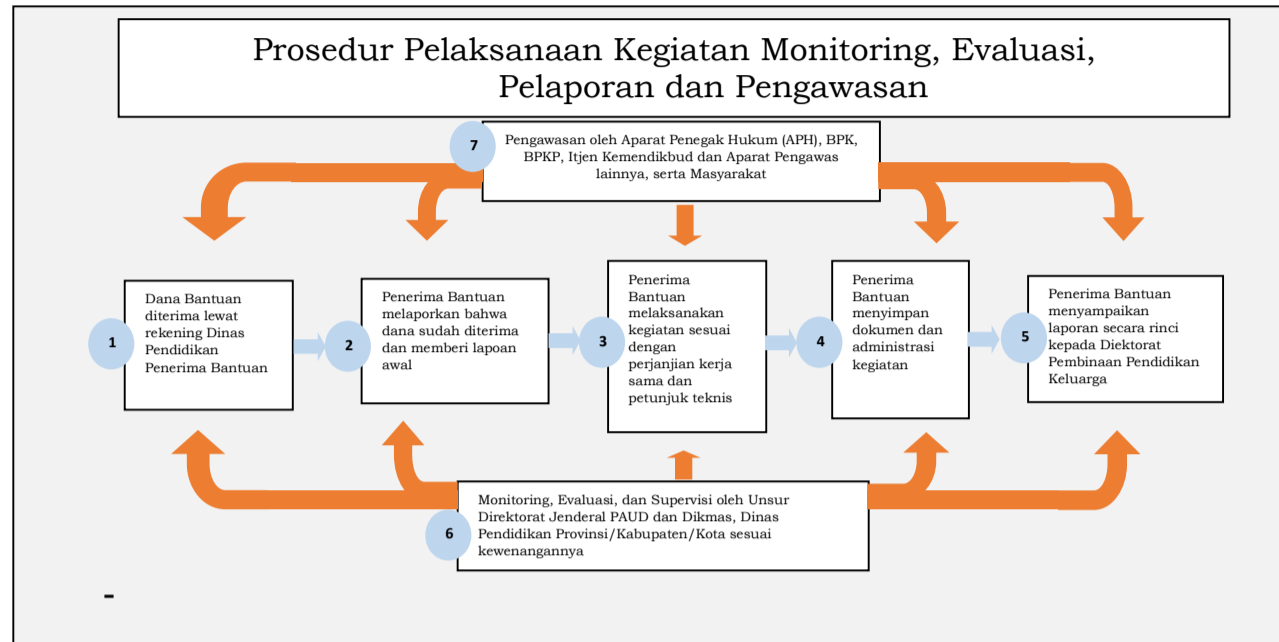 Prosedur Pelaksanaan Kegiatan Monitoring, Evaluasi,
Pelaporan dan Pengawasan
7
Pengawasan oleh Aparat Penegak Hukum (APH), BPK,
BPKP, Itjen Kemendikbud dan Aparat Pengawas
lainnya, serta Masyarakat
1
Dana Bantuan
diterima lewat
rekening Dinas
Pendidikan
Penerima Bantuan
2
Penerima Bantuan
melaporkan bahwa
dana sudah diterima
dan memberi lapoan
awal
3
Penerima
Bantuan
melaksanakan
kegiatan sesuai
dengan
perjanjian kerja
sama dan
petunjuk teknis
4
Penerima
Bantuan
menyimpan
dokumen dan
administrasi
kegiatan
5
Penerima Bantuan
menyampaikan
laporan secara rinci
kepada Diektorat
Pembinaan Pendidikan
Keluarga
6
Monitoring, Evaluasi, dan Supervisi oleh Unsur
Direktorat Jenderal PAUD dan Dikmas, Dinas
Pendidikan Provinsi/Kabupaten/Kota sesuai
kewenangannya
-